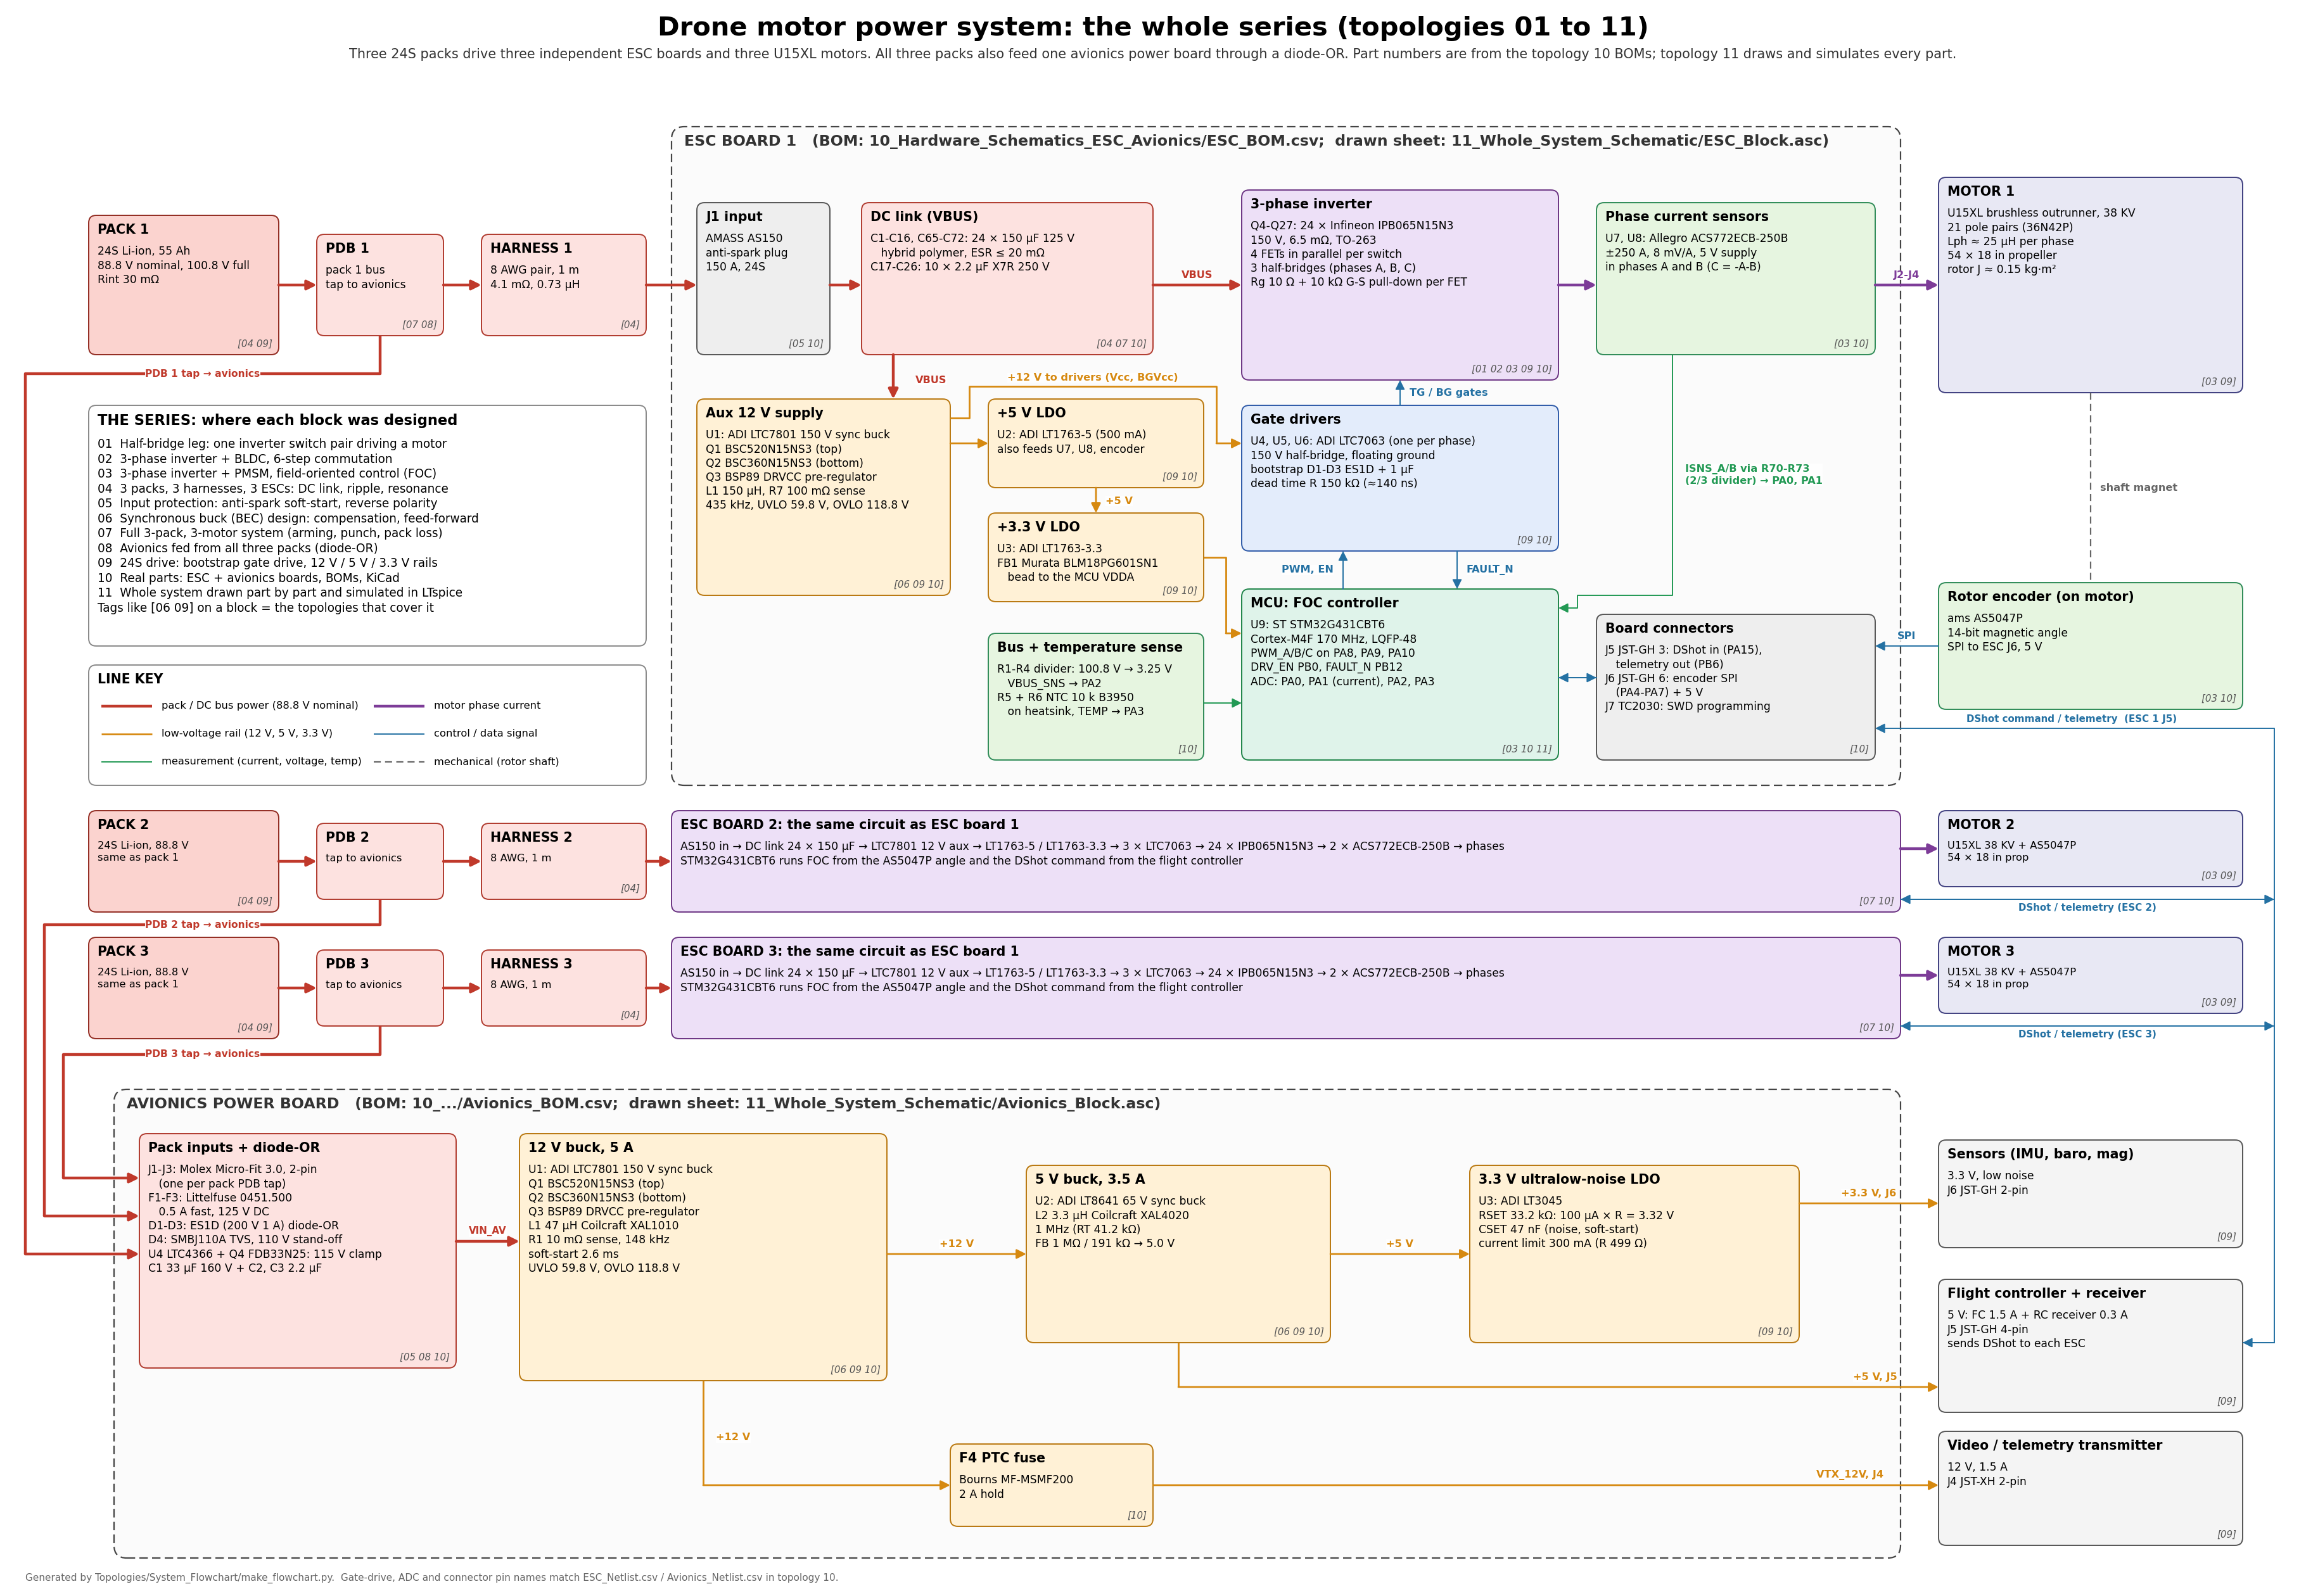 Drone motor power system: the whole series (topologies 01 to 11)
Three 24S packs drive three independent ESC boards and three U15XL motors. All three packs also feed one avionics power board through a diode-OR. Part numbers are from the topology 10 BOMs; topology 11 draws and simulates every part.
ESC BOARD 1   (BOM: 10_Hardware_Schematics_ESC_Avionics/ESC_BOM.csv;  drawn sheet: 11_Whole_System_Schematic/ESC_Block.asc)
PACK 1
24S Li-ion, 55 Ah
88.8 V nominal, 100.8 V full
Rint 30 mΩ
[04 09]
PDB 1
pack 1 bus
tap to avionics
[07 08]
HARNESS 1
8 AWG pair, 1 m
4.1 mΩ, 0.73 µH
[04]
J1 input
AMASS AS150
anti-spark plug
150 A, 24S
[05 10]
DC link (VBUS)
C1-C16, C65-C72: 24 × 150 µF 125 V
hybrid polymer, ESR ≤ 20 mΩ
C17-C26: 10 × 2.2 µF X7R 250 V
[04 07 10]
VBUS
3-phase inverter
Q4-Q27: 24 × Infineon IPB065N15N3
150 V, 6.5 mΩ, TO-263
4 FETs in parallel per switch
3 half-bridges (phases A, B, C)
Rg 10 Ω + 10 kΩ G-S pull-down per FET
[01 02 03 09 10]
Phase current sensors
U7, U8: Allegro ACS772ECB-250B
±250 A, 8 mV/A, 5 V supply
in phases A and B (C = -A-B)
[03 10]
J2-J4
MOTOR 1
U15XL brushless outrunner, 38 KV
21 pole pairs (36N42P)
Lph ≈ 25 µH per phase
54 × 18 in propeller
rotor J ≈ 0.15 kg·m²
[03 09]
PDB 1 tap → avionics
VBUS
+12 V to drivers (Vcc, BGVcc)
TG / BG gates
THE SERIES: where each block was designed
01  Half-bridge leg: one inverter switch pair driving a motor
02  3-phase inverter + BLDC, 6-step commutation
03  3-phase inverter + PMSM, field-oriented control (FOC)
04  3 packs, 3 harnesses, 3 ESCs: DC link, ripple, resonance
05  Input protection: anti-spark soft-start, reverse polarity
06  Synchronous buck (BEC) design: compensation, feed-forward
07  Full 3-pack, 3-motor system (arming, punch, pack loss)
08  Avionics fed from all three packs (diode-OR)
09  24S drive: bootstrap gate drive, 12 V / 5 V / 3.3 V rails
10  Real parts: ESC + avionics boards, BOMs, KiCad
11  Whole system drawn part by part and simulated in LTspice
Tags like [06 09] on a block = the topologies that cover it
Aux 12 V supply
U1: ADI LTC7801 150 V sync buck
Q1 BSC520N15NS3 (top)
Q2 BSC360N15NS3 (bottom)
Q3 BSP89 DRVCC pre-regulator
L1 150 µH, R7 100 mΩ sense
435 kHz, UVLO 59.8 V, OVLO 118.8 V
[06 09 10]
+5 V LDO
U2: ADI LT1763-5 (500 mA)
also feeds U7, U8, encoder
[09 10]
+5 V
+3.3 V LDO
U3: ADI LT1763-3.3
FB1 Murata BLM18PG601SN1
bead to the MCU VDDA
[09 10]
Gate drivers
U4, U5, U6: ADI LTC7063 (one per phase)
150 V half-bridge, floating ground
bootstrap D1-D3 ES1D + 1 µF
dead time R 150 kΩ (≈140 ns)
[09 10]
ISNS_A/B via R70-R73
(2/3 divider) → PA0, PA1
shaft magnet
PWM, EN
FAULT_N
MCU: FOC controller
U9: ST STM32G431CBT6
Cortex-M4F 170 MHz, LQFP-48
PWM_A/B/C on PA8, PA9, PA10
DRV_EN PB0, FAULT_N PB12
ADC: PA0, PA1 (current), PA2, PA3
[03 10 11]
Bus + temperature sense
R1-R4 divider: 100.8 V → 3.25 V
VBUS_SNS → PA2
R5 + R6 NTC 10 k B3950
on heatsink, TEMP → PA3
[10]
Board connectors
J5 JST-GH 3: DShot in (PA15),
telemetry out (PB6)
J6 JST-GH 6: encoder SPI
(PA4-PA7) + 5 V
J7 TC2030: SWD programming
[10]
SPI
Rotor encoder (on motor)
ams AS5047P
14-bit magnetic angle
SPI to ESC J6, 5 V
[03 10]
DShot command / telemetry  (ESC 1 J5)
LINE KEY
pack / DC bus power (88.8 V nominal)
motor phase current
low-voltage rail (12 V, 5 V, 3.3 V)
control / data signal
measurement (current, voltage, temp)
mechanical (rotor shaft)
PACK 2
24S Li-ion, 88.8 V
same as pack 1
[04 09]
PDB 2
tap to avionics
HARNESS 2
8 AWG, 1 m
[04]
ESC BOARD 2: the same circuit as ESC board 1
AS150 in → DC link 24 × 150 µF → LTC7801 12 V aux → LT1763-5 / LT1763-3.3 → 3 × LTC7063 → 24 × IPB065N15N3 → 2 × ACS772ECB-250B → phases
STM32G431CBT6 runs FOC from the AS5047P angle and the DShot command from the flight controller
[07 10]
MOTOR 2
U15XL 38 KV + AS5047P
54 × 18 in prop
[03 09]
DShot / telemetry (ESC 2)
PDB 2 tap → avionics
PACK 3
24S Li-ion, 88.8 V
same as pack 1
[04 09]
PDB 3
tap to avionics
HARNESS 3
8 AWG, 1 m
[04]
ESC BOARD 3: the same circuit as ESC board 1
AS150 in → DC link 24 × 150 µF → LTC7801 12 V aux → LT1763-5 / LT1763-3.3 → 3 × LTC7063 → 24 × IPB065N15N3 → 2 × ACS772ECB-250B → phases
STM32G431CBT6 runs FOC from the AS5047P angle and the DShot command from the flight controller
[07 10]
MOTOR 3
U15XL 38 KV + AS5047P
54 × 18 in prop
[03 09]
DShot / telemetry (ESC 3)
PDB 3 tap → avionics
AVIONICS POWER BOARD   (BOM: 10_.../Avionics_BOM.csv;  drawn sheet: 11_Whole_System_Schematic/Avionics_Block.asc)
Pack inputs + diode-OR
J1-J3: Molex Micro-Fit 3.0, 2-pin
(one per pack PDB tap)
F1-F3: Littelfuse 0451.500
0.5 A fast, 125 V DC
D1-D3: ES1D (200 V 1 A) diode-OR
D4: SMBJ110A TVS, 110 V stand-off
U4 LTC4366 + Q4 FDB33N25: 115 V clamp
C1 33 µF 160 V + C2, C3 2.2 µF
[05 08 10]
VIN_AV
12 V buck, 5 A
U1: ADI LTC7801 150 V sync buck
Q1 BSC520N15NS3 (top)
Q2 BSC360N15NS3 (bottom)
Q3 BSP89 DRVCC pre-regulator
L1 47 µH Coilcraft XAL1010
R1 10 mΩ sense, 148 kHz
soft-start 2.6 ms
UVLO 59.8 V, OVLO 118.8 V
[06 09 10]
+12 V
5 V buck, 3.5 A
U2: ADI LT8641 65 V sync buck
L2 3.3 µH Coilcraft XAL4020
1 MHz (RT 41.2 kΩ)
FB 1 MΩ / 191 kΩ → 5.0 V
[06 09 10]
+5 V
3.3 V ultralow-noise LDO
U3: ADI LT3045
RSET 33.2 kΩ: 100 µA × R = 3.32 V
CSET 47 nF (noise, soft-start)
current limit 300 mA (R 499 Ω)
[09 10]
+3.3 V, J6
Sensors (IMU, baro, mag)
3.3 V, low noise
J6 JST-GH 2-pin
[09]
Flight controller + receiver
5 V: FC 1.5 A + RC receiver 0.3 A
J5 JST-GH 4-pin
sends DShot to each ESC
[09]
+5 V, J5
+12 V
F4 PTC fuse
Bourns MF-MSMF200
2 A hold
[10]
VTX_12V, J4
Video / telemetry transmitter
12 V, 1.5 A
J4 JST-XH 2-pin
[09]
Generated by Topologies/System_Flowchart/make_flowchart.py.  Gate-drive, ADC and connector pin names match ESC_Netlist.csv / Avionics_Netlist.csv in topology 10.